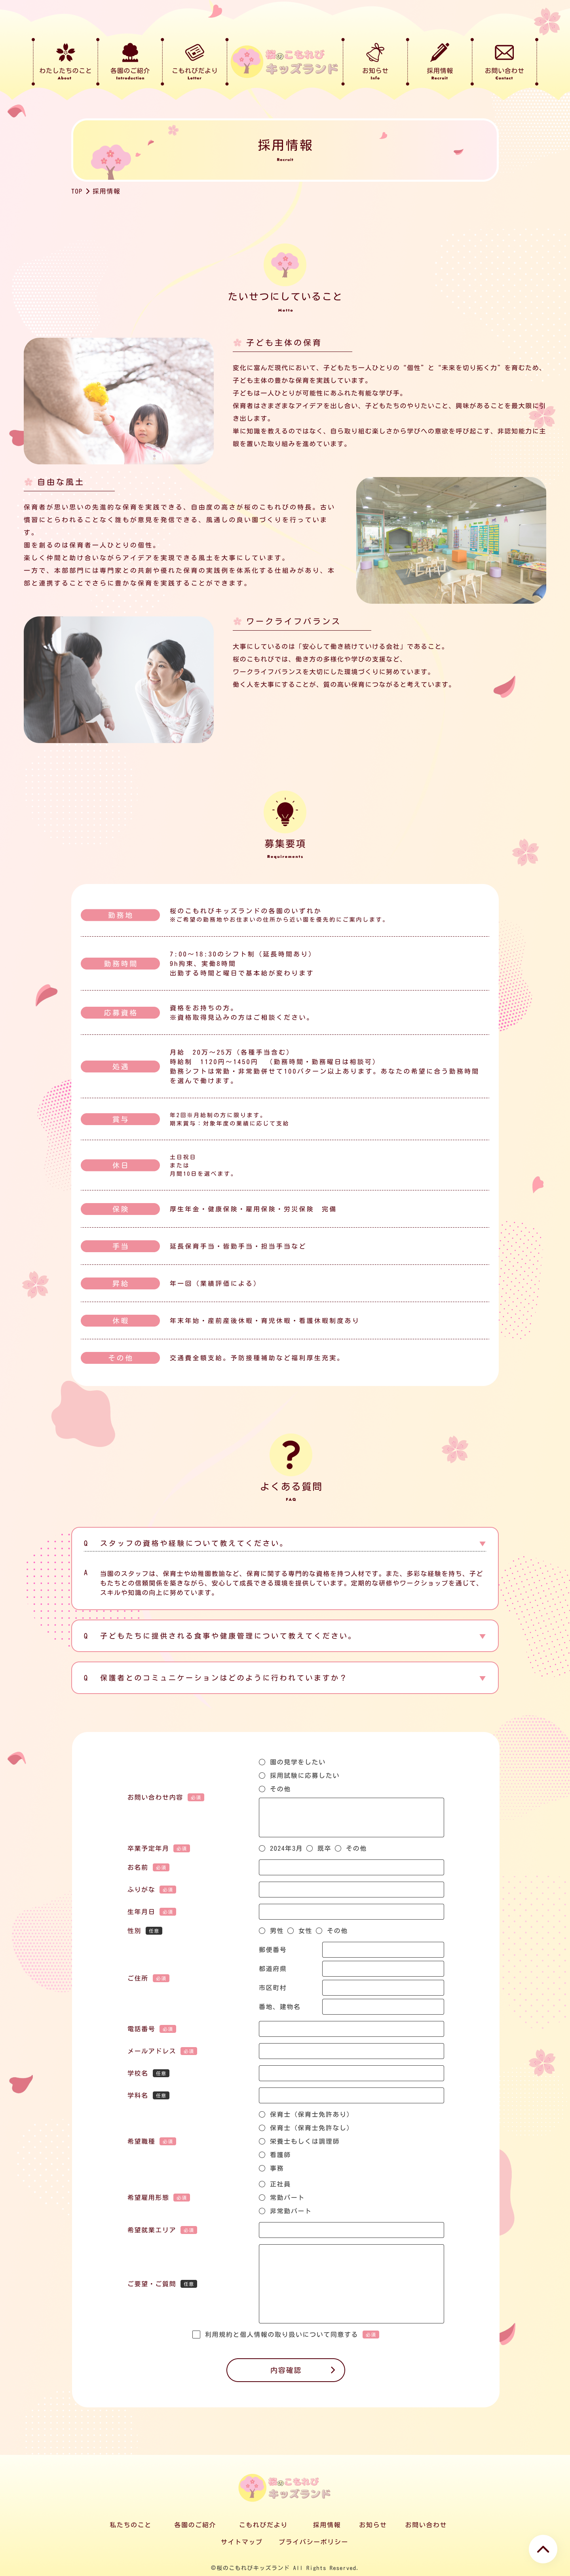 わたしたちのこと
About
各園のご紹介
Introduction
こもれびだより
Letter
桜のこもれび
キッズランド
お知らせ
Info
採用情報
Recruit
お問い合わせ
Contact
採用情報
Recruit
TOP > 採用情報
たいせつにしていること
Motto
子ども主体の保育
変化に富んだ現代において、子どもたち一人ひとりの“個性”と“未来を切り拓く力”を育むため、
子ども主体の豊かな保育を実践しています。
子どもは一人ひとりが可能性にあふれた有能な学び手。
保育者はさまざまなアイデアを出し合い、子どもたちのやりたいこと、興味があることを最大限に引
き出します。
単に知識を教えるのではなく、自ら取り組む楽しさから学びへの意欲を呼び起こす、非認知能力に主
眼を置いた取り組みを進めています。
自由な風土
保育者が思い思いの先進的な保育を実践できる、自由度の高さは桜のこもれびの特長。古い
慣習にとらわれることなく誰もが意見を発信できる、風通しの良い園づくりを行っていま
す。
園を創るのは保育者一人ひとりの個性。
楽しく仲間と助け合いながらアイデアを実現できる風土を大事にしています。
一方で、本部部門には専門家との共創や優れた保育の実践例を体系化する仕組みがあり、本
部と連携することでさらに豊かな保育を実践することができます。
ワークライフバランス
大事にしているのは「安心して働き続けていける会社」であること。
桜のこもれびでは、働き方の多様化や学びの支援など、
ワークライフバランスを大切にした環境づくりに努めています。
働く人を大事にすることが、質の高い保育につながると考えています。
募集要項
Requirements
勤務地
桜のこもれびキッズランドの各園のいずれか
※ご希望の勤務地やお住まいの住所から近い園を優先的にご案内します。
勤務時間
7:00〜18:30のシフト制（延長時間あり）
9h拘束、実働8時間
出勤する時間と曜日で基本給が変わります
応募資格
資格をお持ちの方。
※資格取得見込みの方はご相談ください。
処遇
月給　20万〜25万（各種手当含む）
時給制　1120円〜1450円　（勤務時間・勤務曜日は相談可）
勤務シフトは常勤・非常勤併せて100パターン以上あります。あなたの希望に合う勤務時間
を選んで働けます。
賞与
年2回※月給制の方に限ります。
期末賞与：対象年度の業績に応じて支給
休日
土日祝日
または
月間10日を選べます。
保険
厚生年金・健康保険・雇用保険・労災保険　完備
手当
延長保育手当・皆勤手当・担当手当など
昇給
年一回（業績評価による）
休暇
年末年始・産前産後休暇・育児休暇・看護休暇制度あり
その他
交通費全額支給。予防接種補助など福利厚生充実。
よくある質問
FAQ
Q スタッフの資格や経験について教えてください。
A 当園のスタッフは、保育士や幼稚園教諭など、保育に関する専門的な資格を持つ人材です。また、多彩な経験を持ち、子ど
もたちとの信頼関係を築きながら、安心して成長できる環境を提供しています。定期的な研修やワークショップを通じて、
スキルや知識の向上に努めています。
Q 子どもたちに提供される食事や健康管理について教えてください。
Q 保護者とのコミュニケーションはどのように行われていますか？
お問い合わせ内容 必須
園の見学をしたい
採用試験に応募したい
その他
卒業予定年月 必須
2024年3月 既卒 その他
お名前 必須
ふりがな 必須
生年月日 必須
性別 任意
男性 女性 その他
ご住所 必須
郵便番号
都道府県
市区町村
番地、建物名
電話番号 必須
メールアドレス 必須
学校名 任意
学科名 任意
希望職種 必須
保育士（保育士免許あり）
保育士（保育士免許なし）
栄養士もしくは調理師
看護師
事務
希望雇用形態 必須
正社員
常勤パート
非常勤パート
希望就業エリア 必須
ご要望・ご質問 任意
利用規約と個人情報の取り扱いについて同意する 必須
内容確認
桜のこもれび
キッズランド
私たちのこと 各園のご紹介 こもれびだより 採用情報 お知らせ お問い合わせ
サイトマップ プライバシーポリシー
©桜のこもれびキッズランド All Rights Reserved.